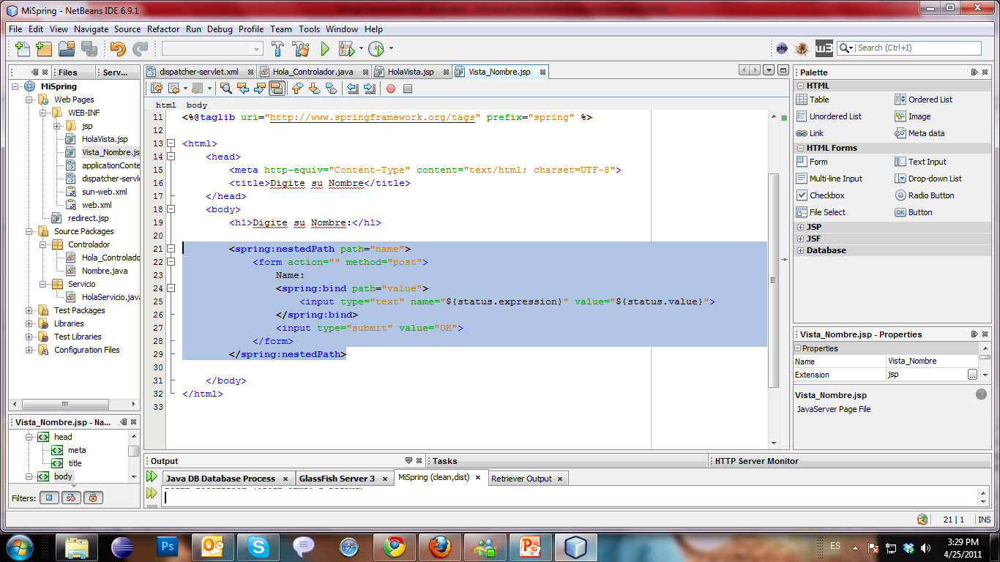 MiSpring - NetBeans IDE 6.9.1
File Edit View Navigate Source Refactor Run Debug Profile Team Tools Window Help
php w3 Search (Ctrl+I)
Files Serv...
MiSpring
Web Pages
WEB-INF
jsp
HolaVista.jsp
Vista_Nombre.js
applicationConte
dispatcher-servl
sun-web.xml
web.xml
redirect.jsp
Source Packages
Controlador
Hola_Controlado
Nombre.java
Servicio
HolaServicio.java
Test Packages
Libraries
Test Libraries
Configuration Files
Vista_Nombre.jsp - Na...
head
meta
title
body
Filters:
dispatcher-servlet.xml Hola_Controlador.java HolaVista.jsp Vista_Nombre.jsp
html body
11 <%@taglib uri="http://www.springframework.org/tags" prefix="spring" %>
12
13 <html>
14 <head>
15 <meta http-equiv="Content-Type" content="text/html; charset=UTF-8">
16 <title>Digite su Nombre</title>
17 </head>
18 <body>
19 <h1>Digite su Nombre:</h1>
20
21 <spring:nestedPath path="name">
22 <form action="" method="post">
23 Name:
24 <spring:bind path="value">
25 <input type="text" name="${status.expression}" value="${status.value}">
26 </spring:bind>
27 <input type="submit" value="OK">
28 </form>
29 </spring:nestedPath>
30
31 </body>
32 </html>
33
Palette
HTML
Table Ordered List
Unordered List Image
Link Meta data
HTML Forms
Form Text Input
Multi-line Input Drop-down List
Checkbox Radio Button
File Select OK Button
JSP
JSF
Database
Vista_Nombre.jsp - Properties
Properties
Name Vista_Nombre
Extension jsp ...
Vista_Nombre.jsp
JavaServer Page File
Output Tasks HTTP Server Monitor
Java DB Database Process GlassFish Server 3 MiSpring (clean,dist) Retriever Output
21 | 1 INS
Ps
ES
3:29 PM
4/25/2011